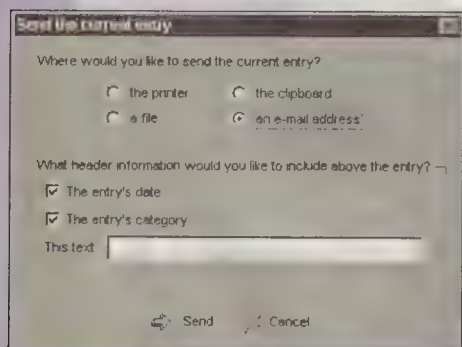 Send the current entry
Where would you like to send the current entry?
the printer
the clipboard
a file
an e-mail address
What header information would you like to include above the entry?
The entry's date
The entry's category
This text
Send
Cancel